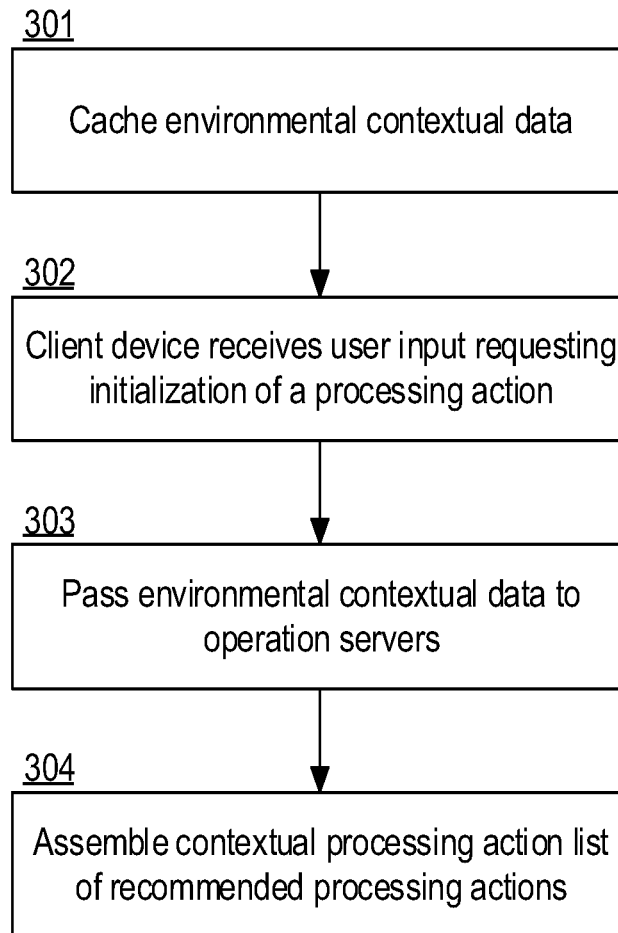 301
Cache environmental contextual data
302
Client device receives user input requesting
initialization of a processing action
303
Pass environmental contextual data to
operation servers
304
Assemble contextual processing action list
of recommended processing actions